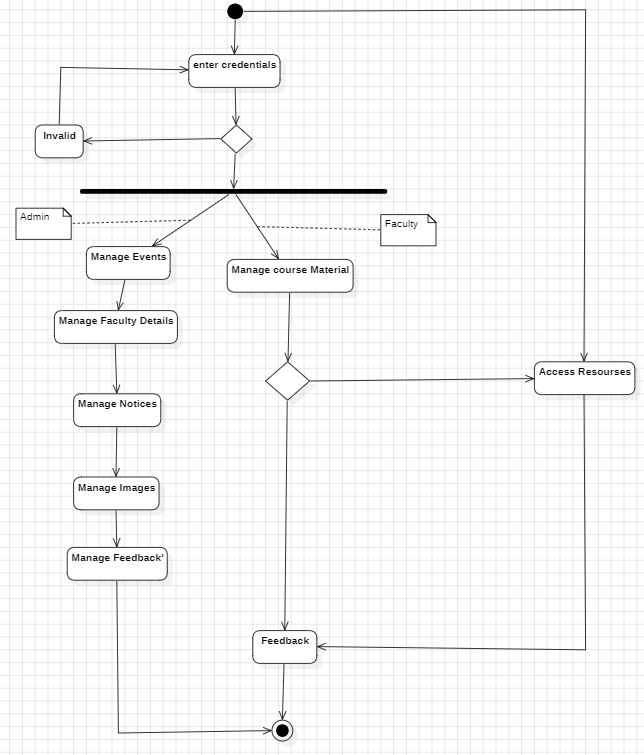 enter credentials
Invalid
Admin
Faculty
Manage Events
Manage course Material
Manage Faculty Details
Access Resourses
Manage Notices
Manage Images
Manage Feedback'
Feedback